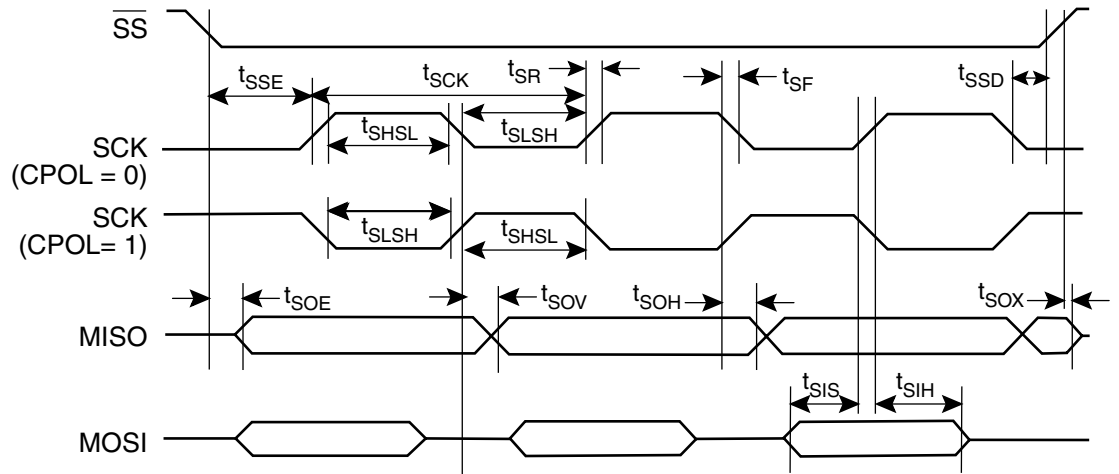 SS
tSSE
tSCK
tSR
tSF
tSSD
tSHSL
tSLSH
SCK
(CPOL = 0)
SCK
(CPOL= 1)
tSLSH
tSHSL
tSOE
tSOV
tSOH
tSOX
MISO
tSIS
tSIH
MOSI